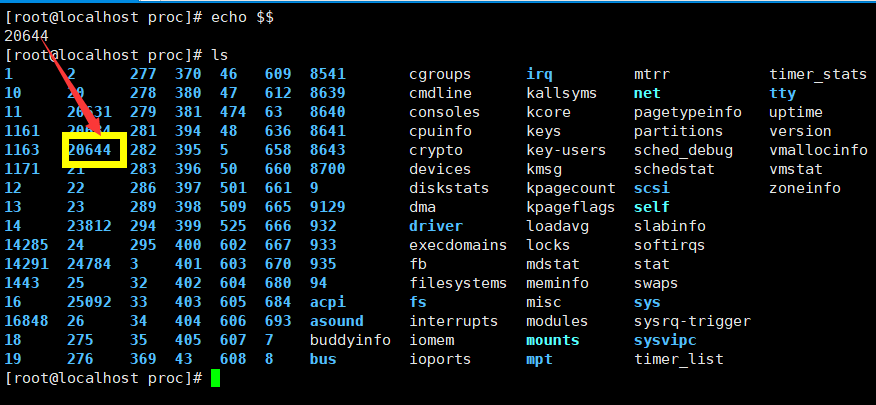 [root@localhost proc]# echo $$
20644
[root@localhost proc]# ls
1 2 277 370 46 609 8541 cgroups irq mtrr timer_stats
10 20 278 380 47 612 8639 cmdline kallsyms net tty
11 20631 279 381 474 63 8640 consoles kcore pagetypeinfo uptime
1161 281 394 48 636 8641 cpuinfo keys partitions version
1163 20644 282 395 5 658 8643 crypto key-users sched_debug vmallocinfo
1171 21 283 396 50 660 8700 devices kmsg schedstat vmstat
12 22 286 397 501 661 9 diskstats kpagecount scsi zoneinfo
13 23 289 398 509 665 9129 dma kpageflags self
14 23812 294 399 525 666 932 driver loadavg slabinfo
14285 24 295 400 602 667 933 execdomains locks softirqs
14291 24784 3 401 603 670 935 fb mdstat stat
1443 25 32 402 604 680 94 filesystems meminfo swaps
16 25092 33 403 605 684 acpi fs misc sys
16848 26 34 404 606 693 asound interrupts modules sysrq-trigger
18 275 35 405 607 7 buddyinfo iomem mounts sysvipc
19 276 369 43 608 8 bus ioports mpt timer_list
[root@localhost proc]#